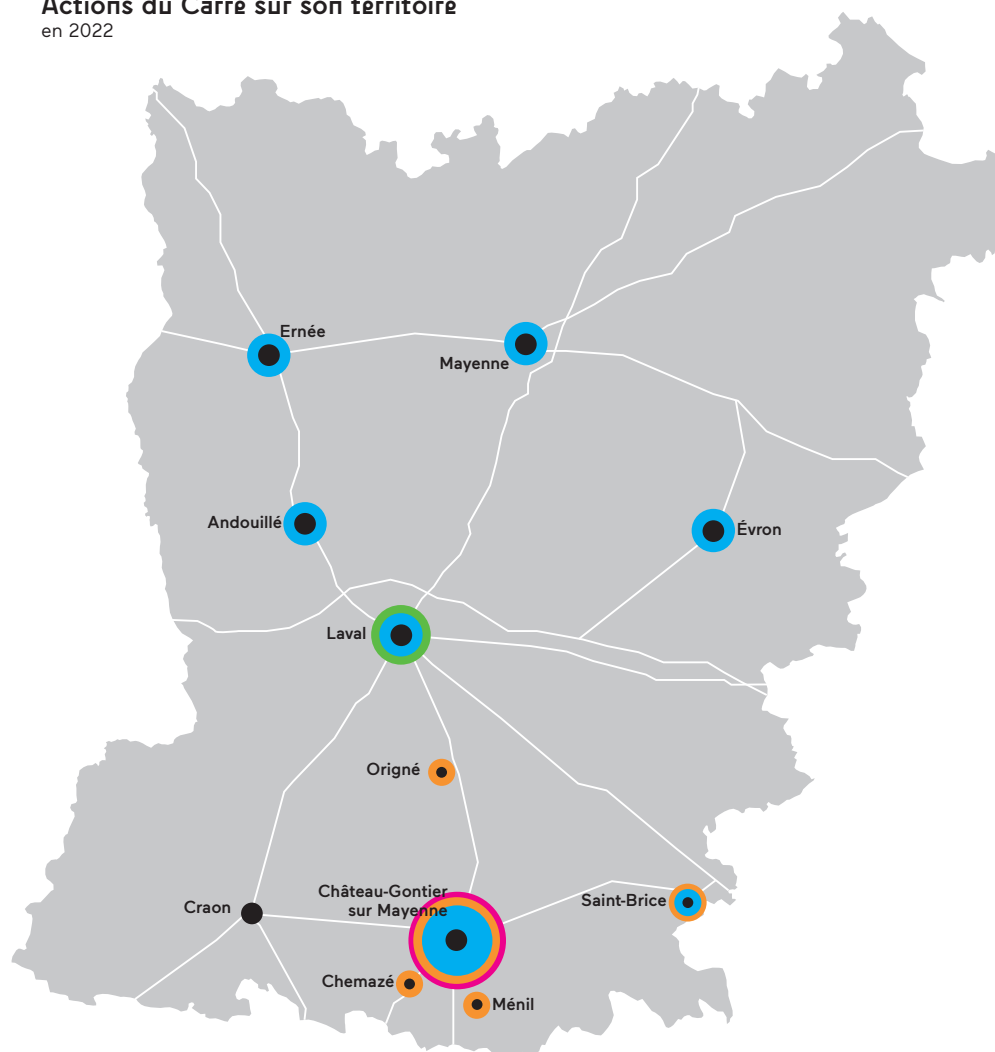 Actions du Carré sur son territoire
en 2022
Ernée
Mayenne
Andouillé
Évron
Laval
Origné
Château-Gontier
sur Mayenne
Saint-Brice
Craon
Chemazé
Ménil